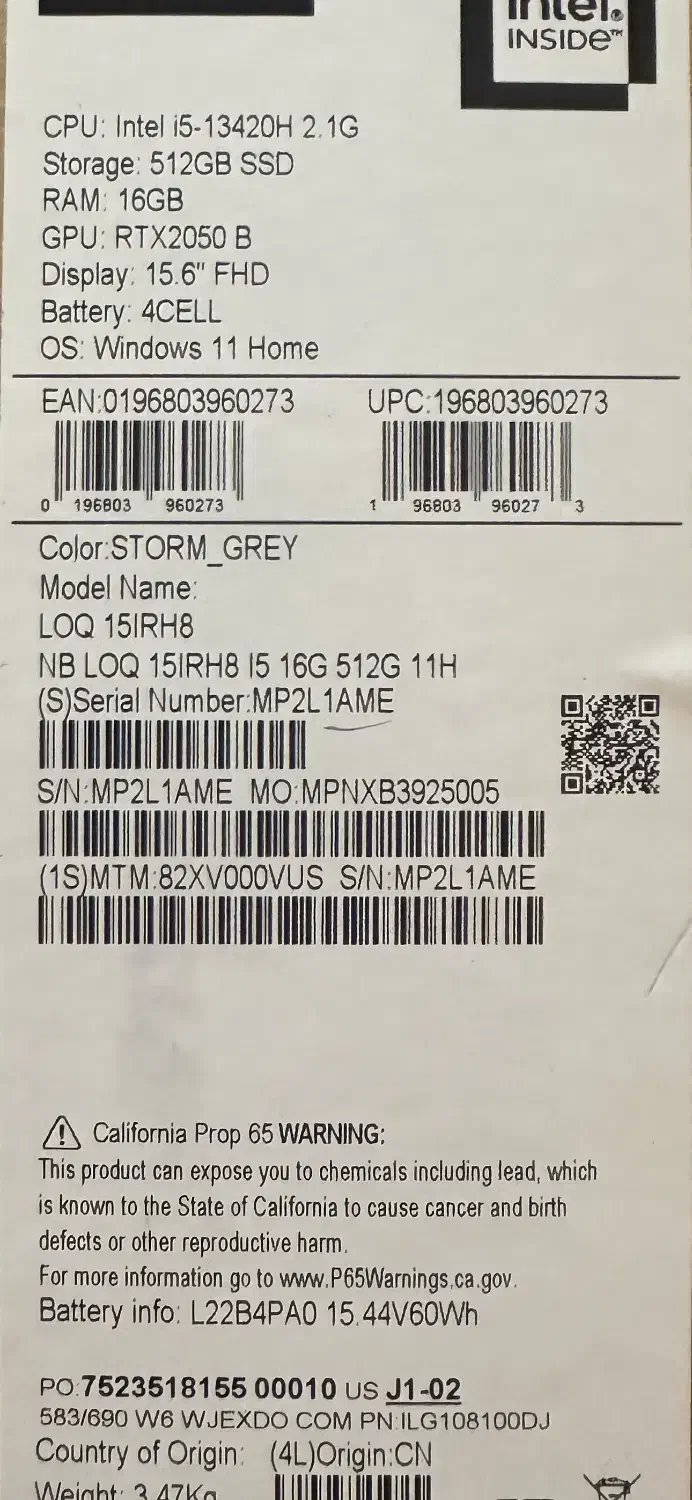 intel®
INSIDe™
CPU: Intel i5-13420H 2.1G
Storage: 512GB SSD
RAM: 16GB
GPU: RTX2050 B
Display: 15.6" FHD
Battery: 4CELL
OS: Windows 11 Home
EAN:0196803960273 UPC:196803960273
0 196803 960273 1 96803 96027 3
Color:STORM_GREY
Model Name:
LOQ 15IRH8
NB LOQ 15IRH8 I5 16G 512G 11H
(S)Serial Number:MP2L1AME
S/N:MP2L1AME MO:MPNXB3925005
(1S)MTM:82XV000VUS S/N:MP2L1AME
California Prop 65 WARNING:
This product can expose you to chemicals including lead, which
is known to the State of California to cause cancer and birth
defects or other reproductive harm.
For more information go to www.P65Warnings.ca.gov.
Battery info: L22B4PA0 15.44V60Wh
PO:7523518155 00010 US J1-02
583/690 W6 WJEXDO COM PN:ILG108100DJ
Country of Origin: (4L)Origin:CN
Weight: 3.47Kg